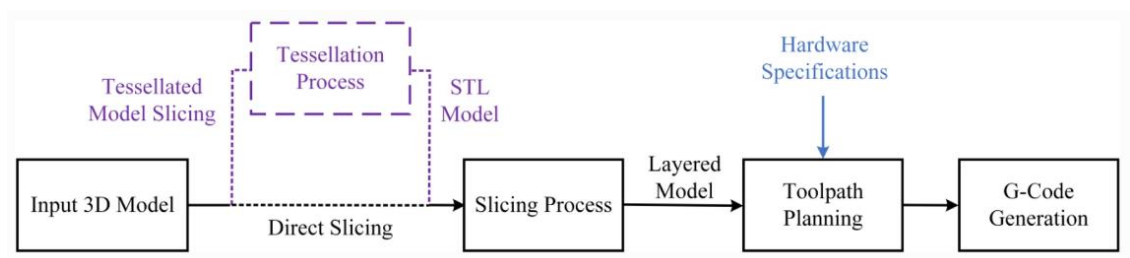 Tessellation
Process
Tessellated
Model Slicing
STL
Model
Hardware
Specifications
Input 3D Model
Direct Slicing
Slicing Process
Layered
Model
Toolpath
Planning
G-Code
Generation